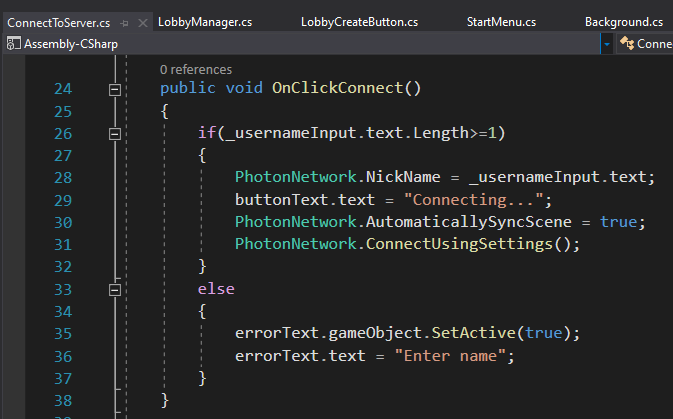 ConnectToServer.cs LobbyManager.cs LobbyCreateButton.cs StartMenu.cs Background.cs
Assembly-CSharp Conne
0 references
24 public void OnClickConnect()
25 {
26 if(_usernameInput.text.Length>=1)
27 {
28 PhotonNetwork.NickName = _usernameInput.text;
29 buttonText.text = "Connecting...";
30 PhotonNetwork.AutomaticallySyncScene = true;
31 PhotonNetwork.ConnectUsingSettings();
32 }
33 else
34 {
35 errorText.gameObject.SetActive(true);
36 errorText.text = "Enter name";
37 }
38 }